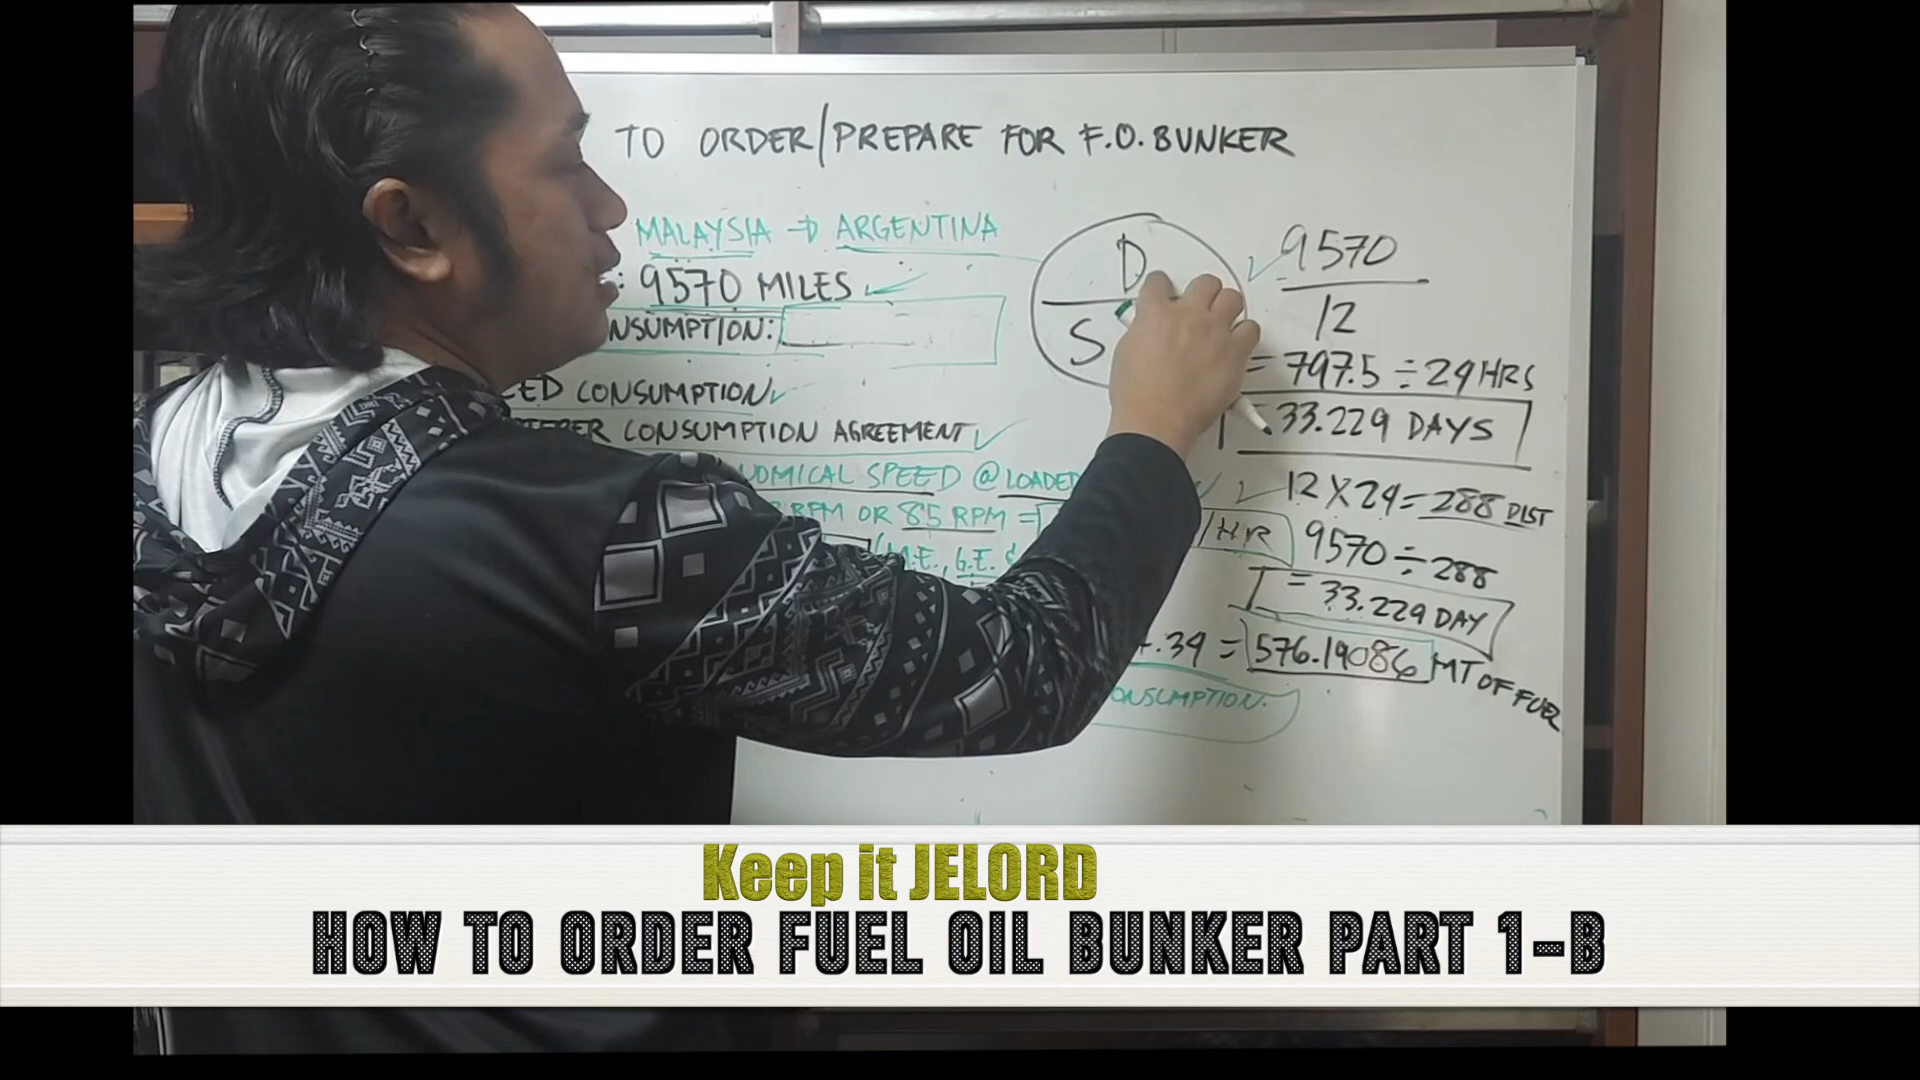 TO ORDER/PREPARE FOR F.O. BUNKER
MALAYSIA → ARGENTINA
: 9570 MILES ✓
NSUMPTION:
ED CONSUMPTION ✓
CONSUMPTION AGREEMENT ✓
NOMICAL SPEED @ LOADED
RPM OR 85 RPM =
/HR
M.E., G.E. &
.39 = 576.19086 MT OF FUEL
ONSUMPTION.
D
S
✓ 9570
12
= 797.5 ÷ 24 HRS
= 33.229 DAYS
12 X 24 = 288 DIST
9570 ÷ 288
T = 33.229 DAY
Keep it JELORD
HOW TO ORDER FUEL OIL BUNKER PART 1-B